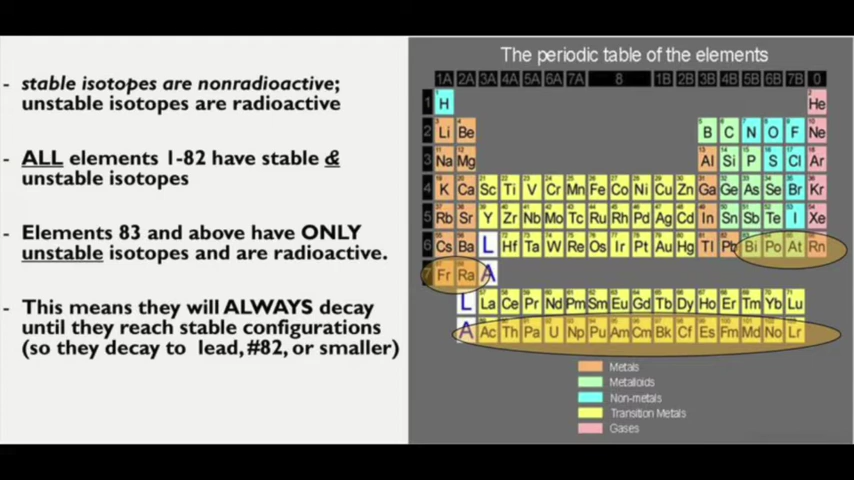 - stable isotopes are nonradioactive;
unstable isotopes are radioactive
- ALL elements 1-82 have stable &
unstable isotopes
- Elements 83 and above have ONLY
unstable isotopes and are radioactive.
- This means they will ALWAYS decay
until they reach stable configurations
(so they decay to lead, #82, or smaller)
The periodic table of the elements
1A 2A 3A 4A 5A 6A 7A 8 1B 2B 3B 4B 5B 6B 7B 0
1 H He
2 Li Be B C N O F Ne
3 Na Mg Al Si P S Cl Ar
4 K Ca Sc Ti V Cr Mn Fe Co Ni Cu Zn Ga Ge As Se Br Kr
5 Rb Sr Y Zr Nb Mo Tc Ru Rh Pd Ag Cd In Sn Sb Te I Xe
6 Cs Ba L Hf Ta W Re Os Ir Pt Au Hg Tl Pb Bi Po At Rn
7 Fr Ra A
L La Ce Pr Nd Pm Sm Eu Gd Tb Dy Ho Er Tm Yb Lu
A Ac Th Pa U Np Pu Am Cm Bk Cf Es Fm Md No Lr
Metals
Metalloids
Non-metals
Transition Metals
Gases